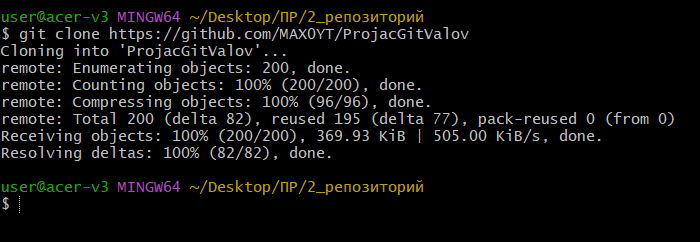 user@acer-v3 MINGW64 ~/Desktop/ПР/2_репозиторий
$ git clone https://github.com/MAX0YT/ProjacGitValov
Cloning into 'ProjacGitValov'...
remote: Enumerating objects: 200, done.
remote: Counting objects: 100% (200/200), done.
remote: Compressing objects: 100% (96/96), done.
remote: Total 200 (delta 82), reused 195 (delta 77), pack-reused 0 (from 0)
Receiving objects: 100% (200/200), 369.93 KiB | 505.00 KiB/s, done.
Resolving deltas: 100% (82/82), done.
user@acer-v3 MINGW64 ~/Desktop/ПР/2_репозиторий
$